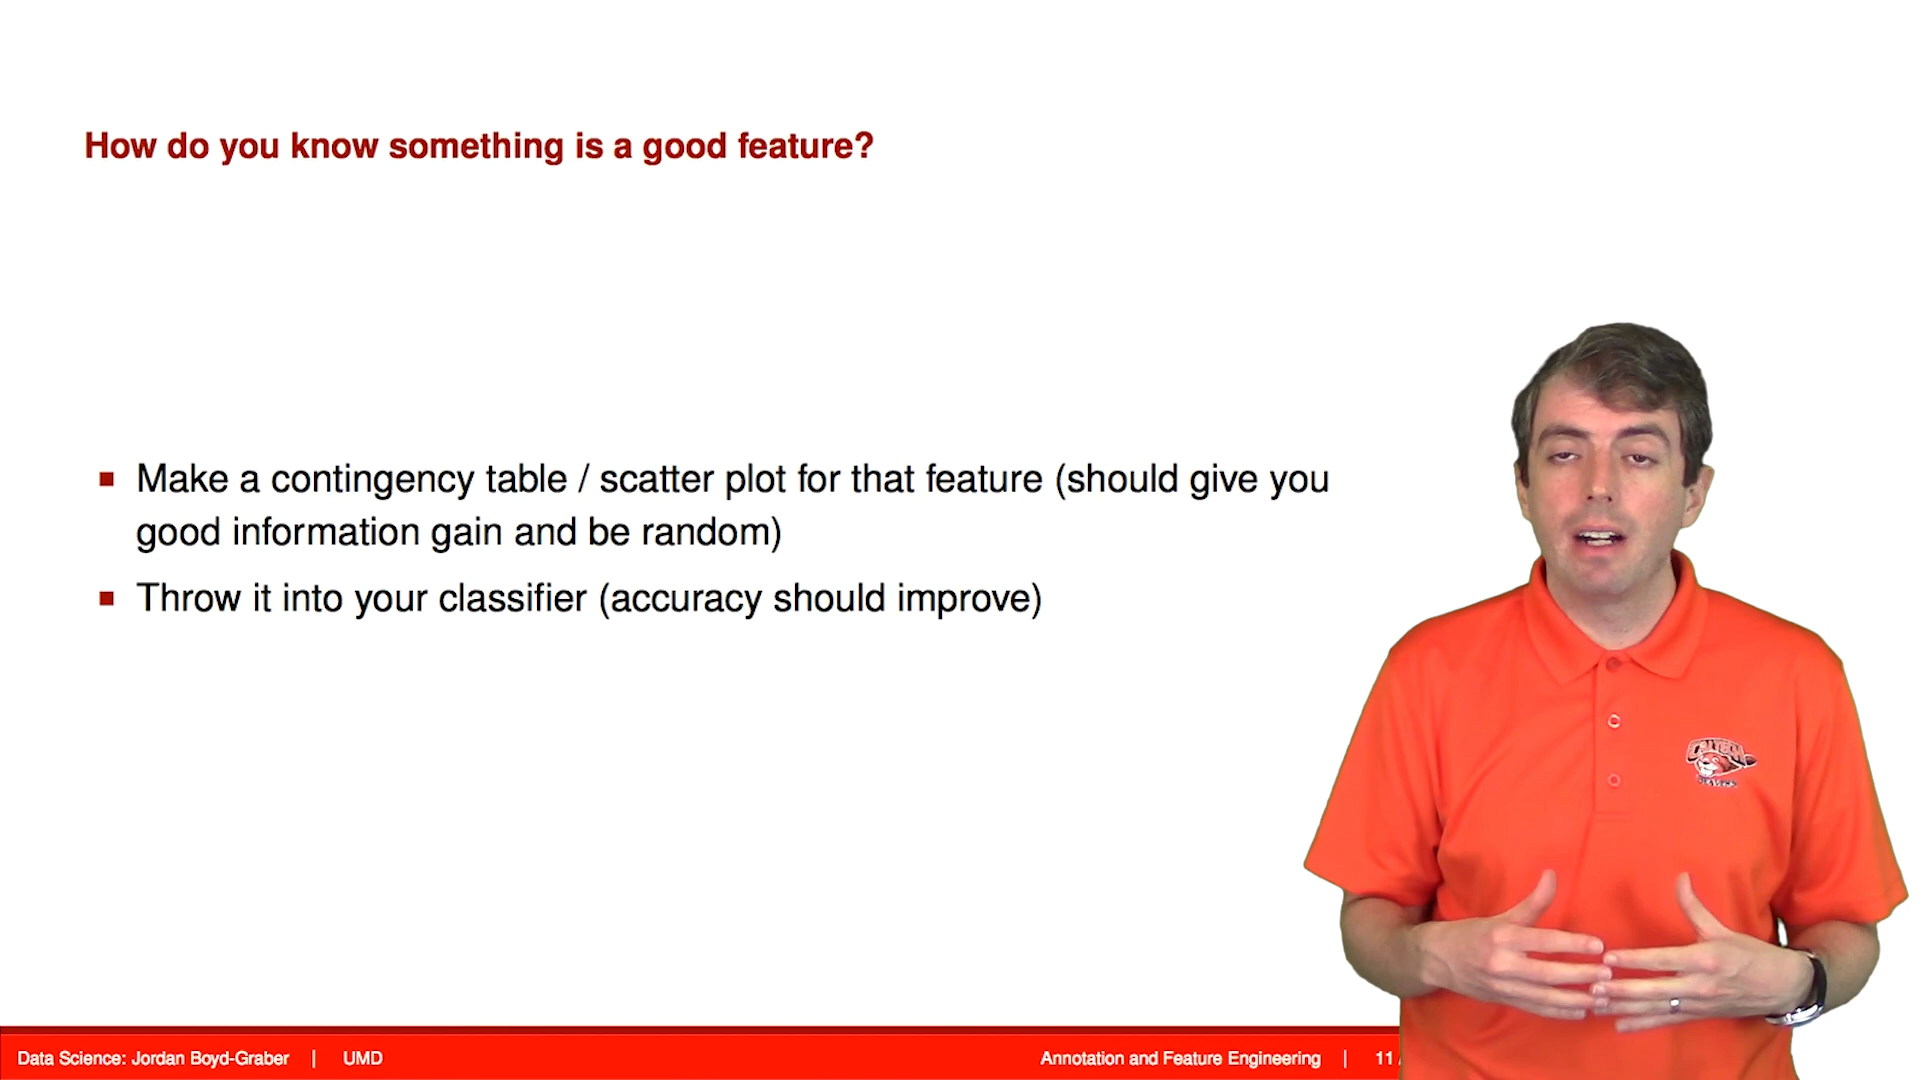 How do you know something is a good feature?
Make a contingency table / scatter plot for that feature (should give you
good information gain and be random)
Throw it into your classifier (accuracy should improve)
Data Science: Jordan Boyd-Graber | UMD
Annotation and Feature Engineering | 11